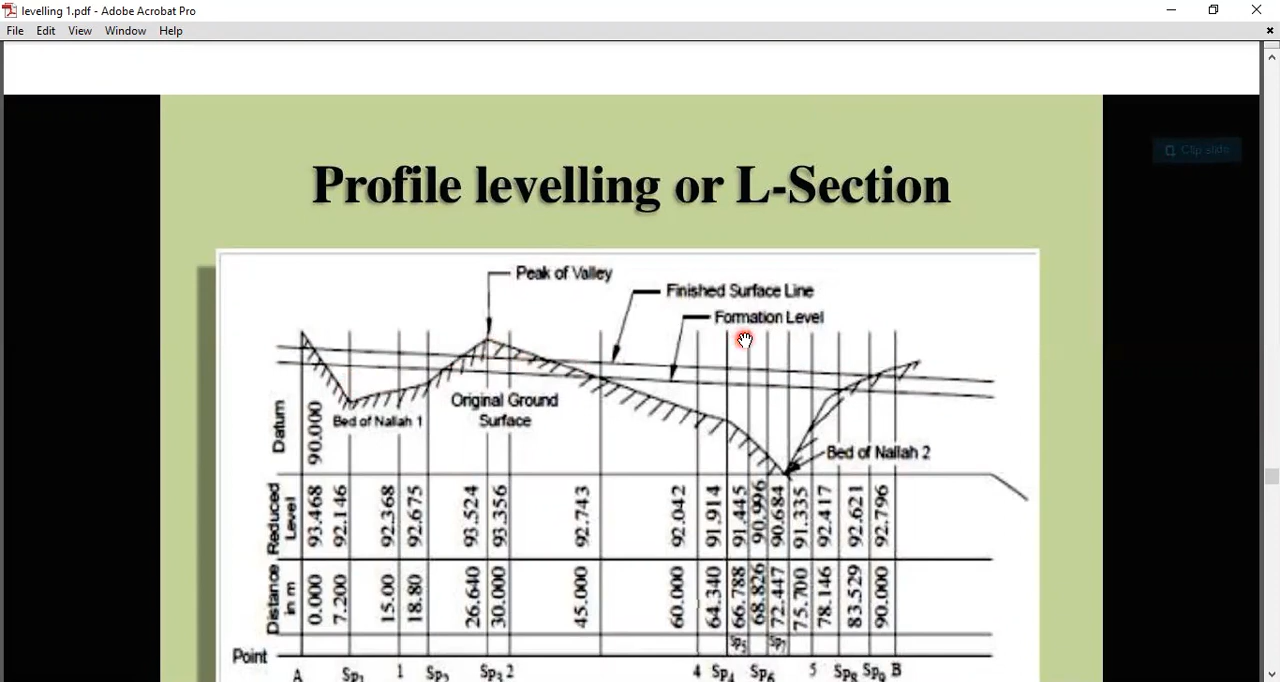 levelling 1.pdf - Adobe Acrobat Pro
File Edit View Window Help
Clip slide
Profile levelling or L-Section
Peak of Valley
Finished Surface Line
Formation Level
Original Ground
Surface
Bed of Nallah 1
Bed of Nallah 2
Datum 90.000
Reduced Level 93.468 92.146 92.368 92.675 93.524 93.356 92.743 92.042 91.914 91.445 90.996 90.684 91.335 92.417 92.621 92.796
Distance in m 0.000 7.200 15.00 18.80 26.640 30.000 45.000 60.000 64.340 66.788 68.826 72.447 75.700 78.146 83.529 90.000
Sp5 Sp7
Point
A Sp1 1 Sp2 Sp3 2 4 Sp4 Sp6 5 Sp8 Sp9 B